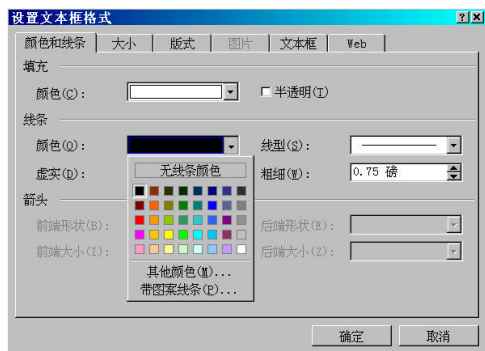 设置文本框格式
颜色和线条 大小 版式 图片 文本框 Web
填充
颜色(C): 半透明(T)
线条
颜色(O): 线型(S):
虚实(D): 无线条颜色 粗细(W): 0.75 磅
箭头
前端形状(B): 后端形状(E):
前端大小(I): 后端大小(Z):
其他颜色(M)...
带图案线条(P)...
确定 取消